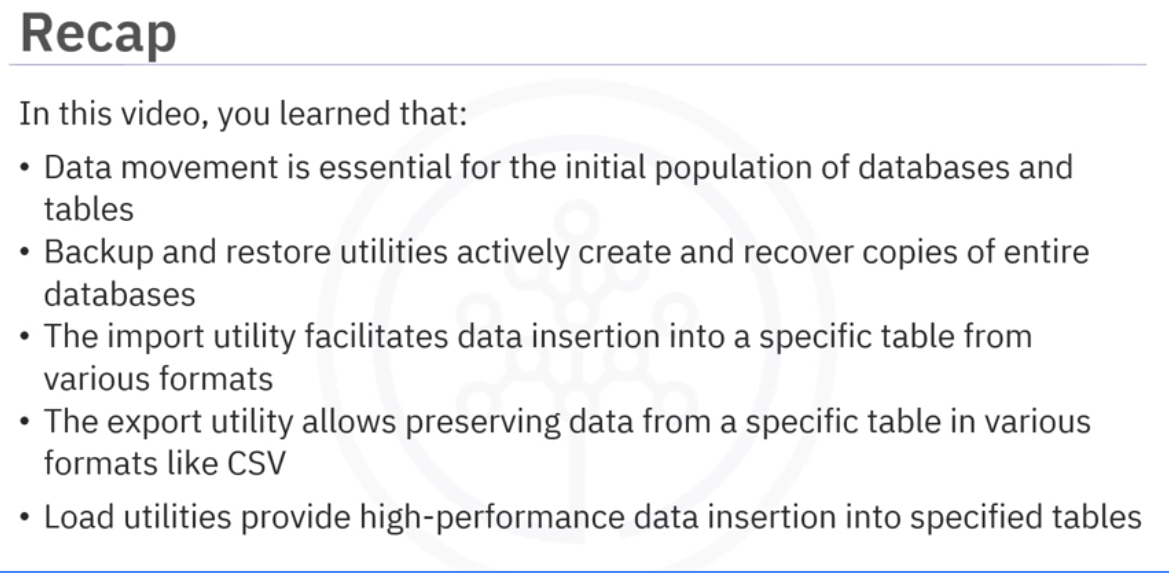 Recap
In this video, you learned that:
• Data movement is essential for the initial population of databases and
tables
• Backup and restore utilities actively create and recover copies of entire
databases
• The import utility facilitates data insertion into a specific table from
various formats
• The export utility allows preserving data from a specific table in various
formats like CSV
• Load utilities provide high-performance data insertion into specified tables